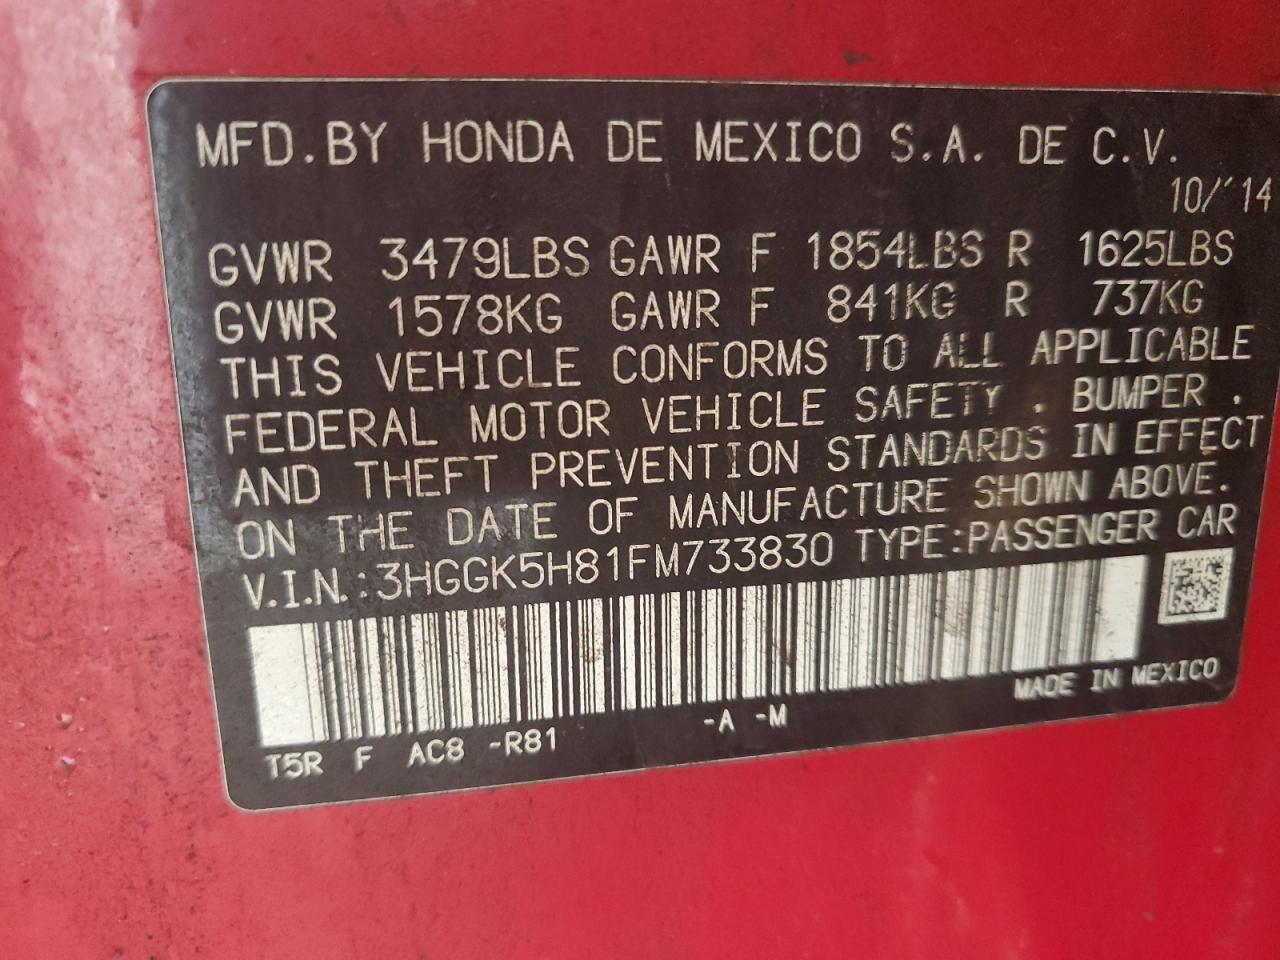 MFD.BY HONDA DE MEXICO S.A. DE C.V.
10/'14
GVWR 3479LBS GAWR F 1854LBS R 1625LBS
GVWR 1578KG GAWR F 841KG R 737KG
THIS VEHICLE CONFORMS TO ALL APPLICABLE
FEDERAL MOTOR VEHICLE SAFETY . BUMPER .
AND THEFT PREVENTION STANDARDS IN EFFECT
ON THE DATE OF MANUFACTURE SHOWN ABOVE.
V.I.N.:3HGGK5H81FM733830 TYPE:PASSENGER CAR
MADE IN MEXICO
T5R F AC8 -R81 -A -M